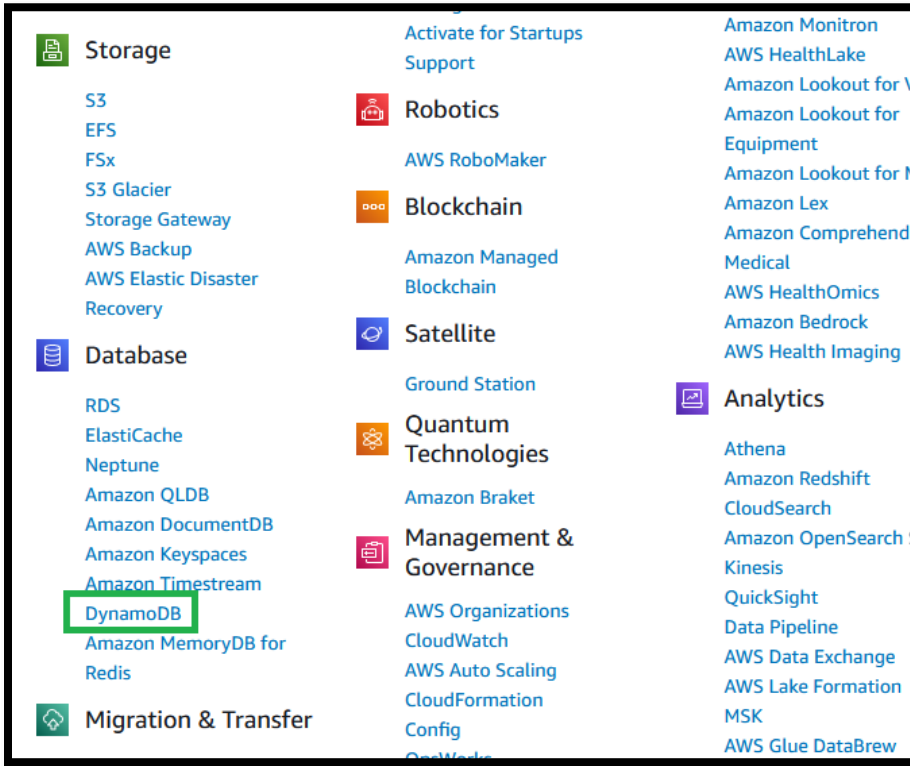 Storage
S3
EFS
FSx
S3 Glacier
Storage Gateway
AWS Backup
AWS Elastic Disaster
Recovery
Database
RDS
ElastiCache
Neptune
Amazon QLDB
Amazon DocumentDB
Amazon Keyspaces
Amazon Timestream
DynamoDB
Amazon MemoryDB for
Redis
Migration & Transfer
Activate for Startups
Support
Robotics
AWS RoboMaker
Blockchain
Amazon Managed
Blockchain
Satellite
Ground Station
Quantum
Technologies
Amazon Braket
Management &
Governance
AWS Organizations
CloudWatch
AWS Auto Scaling
CloudFormation
Config
OpsWorks
Amazon Monitron
AWS HealthLake
Amazon Lookout for
Amazon Lookout for
Equipment
Amazon Lookout for
Amazon Lex
Amazon Comprehend
Medical
AWS HealthOmics
Amazon Bedrock
AWS Health Imaging
Analytics
Athena
Amazon Redshift
CloudSearch
Amazon OpenSearch
Kinesis
QuickSight
Data Pipeline
AWS Data Exchange
AWS Lake Formation
MSK
AWS Glue DataBrew